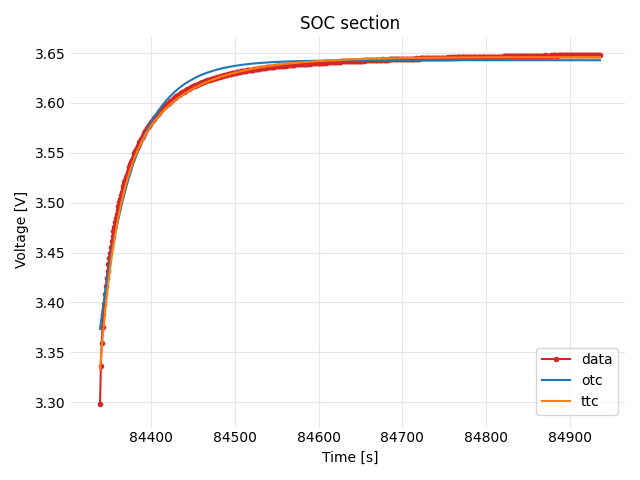 SOC section
3.65
3.60
3.55
3.50
3.45
3.40
3.35
3.30
Voltage [V]
data
otc
ttc
84400 84500 84600 84700 84800 84900
Time [s]